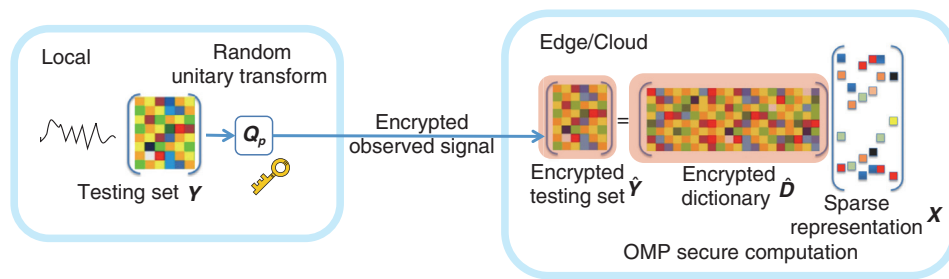 Local
Random
unitary transform
Q_p
Testing set Y
Encrypted
observed signal
Edge/Cloud
=
Encrypted
testing set Ŷ
Encrypted
dictionary D̂
Sparse
representation X
OMP secure computation